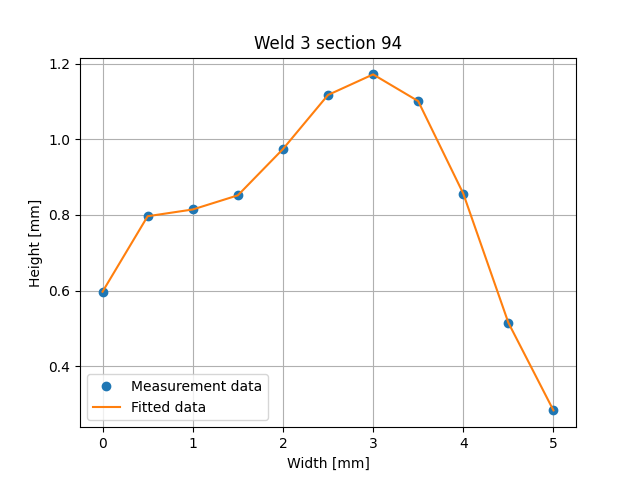 Weld 3 section 94
Height [mm]
1.2
1.0
0.8
0.6
0.4
Measurement data
Fitted data
0 1 2 3 4 5
Width [mm]